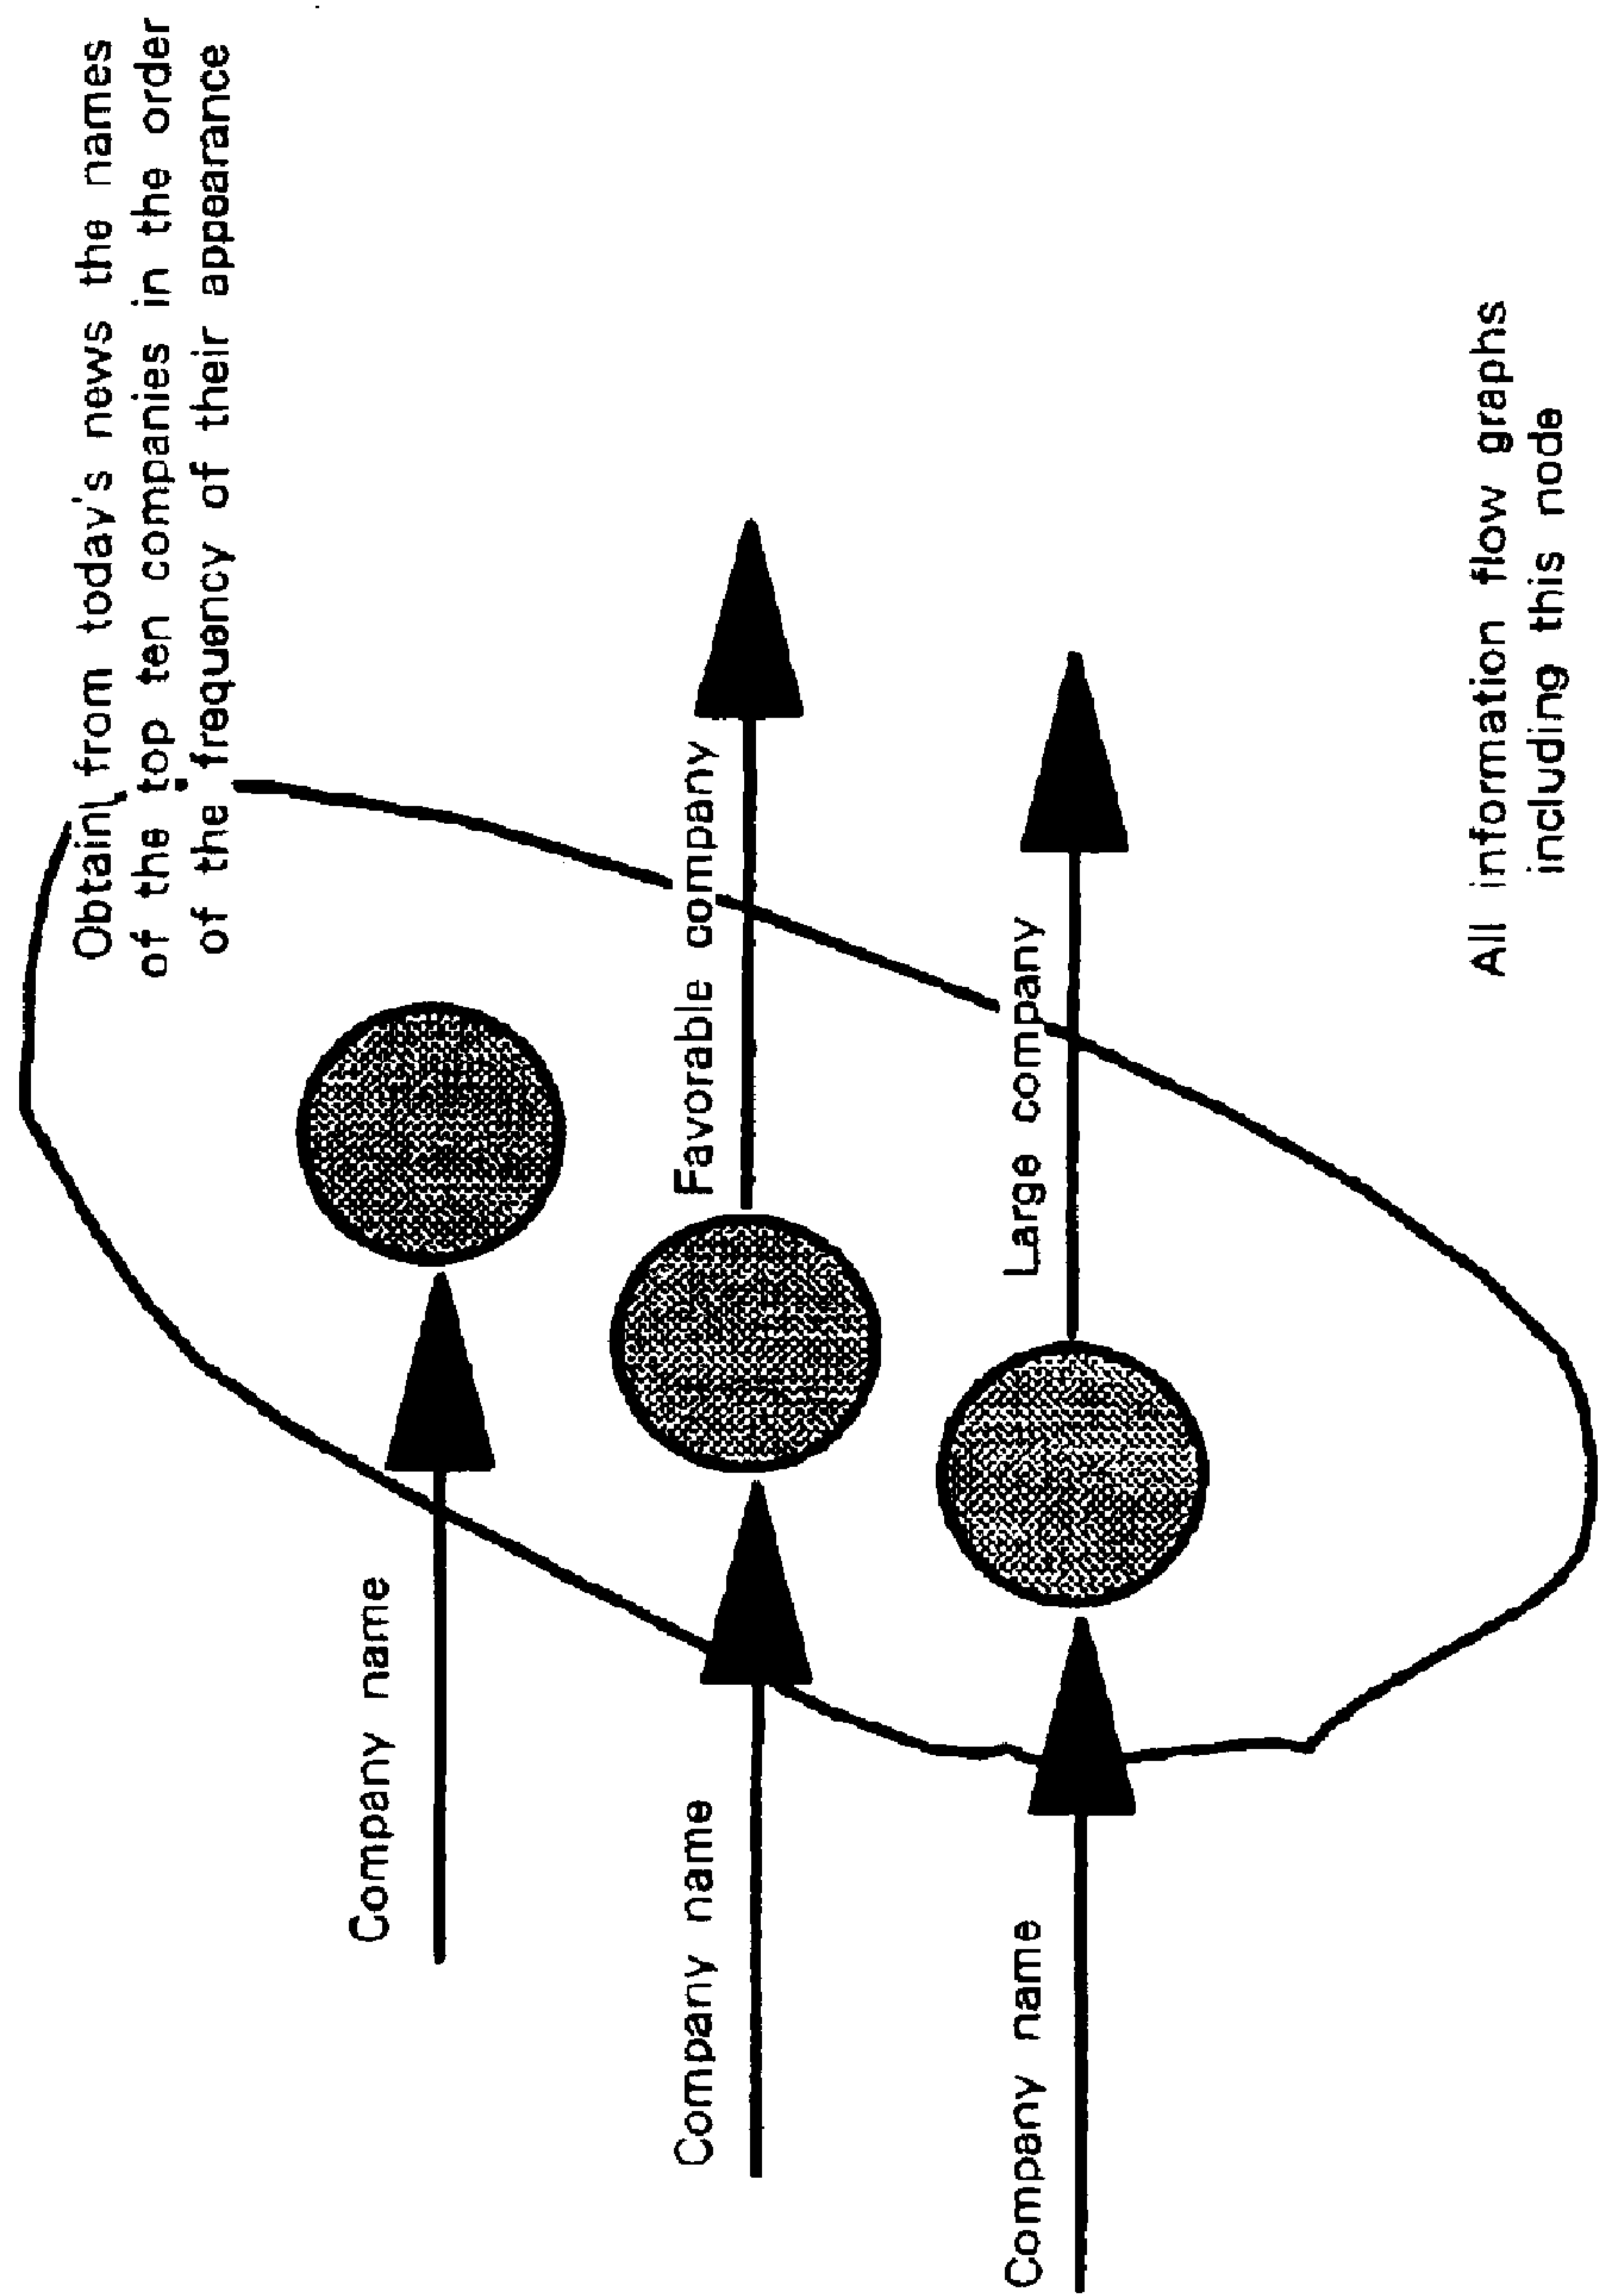 Obtain from today's news the names
of the top ten companies in the order
of the frequency of their appearance
Company name
Company name
Favorable company
Company name
Large company
All information flow graphs
including this node